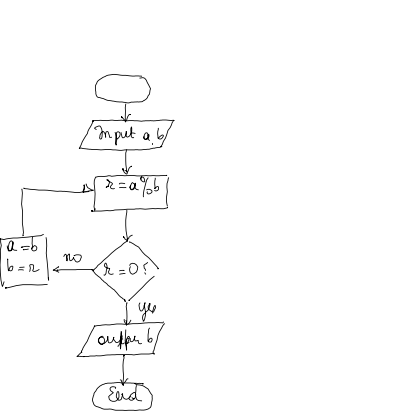 Input a, b
r = a % b
r = 0 ?
no
a = b
b = r
yes
output b
End